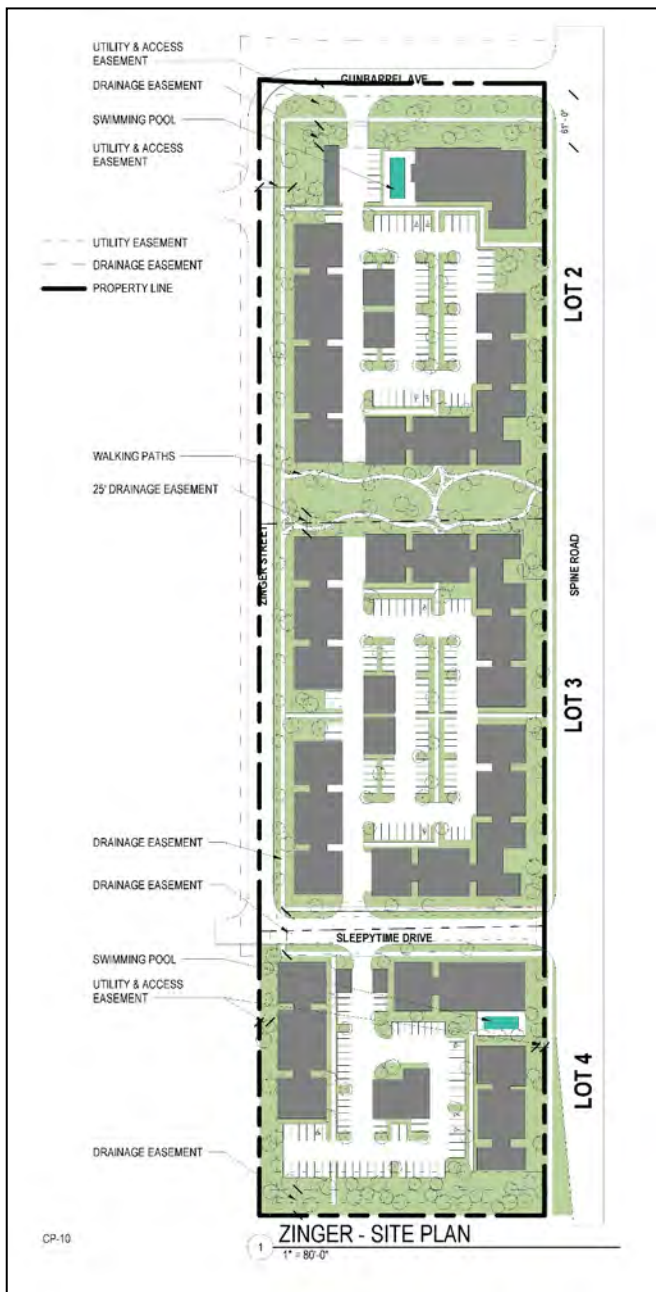 UTILITY & ACCESS
EASEMENT
GUNBARREL AVE
DRAINAGE EASEMENT
SWIMMING POOL
61' - 0"
UTILITY & ACCESS
EASEMENT
UTILITY EASEMENT
DRAINAGE EASEMENT
PROPERTY LINE
LOT 2
WALKING PATHS
25' DRAINAGE EASEMENT
ZINGER STREET
SPINE ROAD
LOT 3
DRAINAGE EASEMENT
DRAINAGE EASEMENT
SLEEPYTIME DRIVE
SWIMMING POOL
UTILITY & ACCESS
EASEMENT
LOT 4
DRAINAGE EASEMENT
CP-10
1
ZINGER - SITE PLAN
1" = 80'-0"